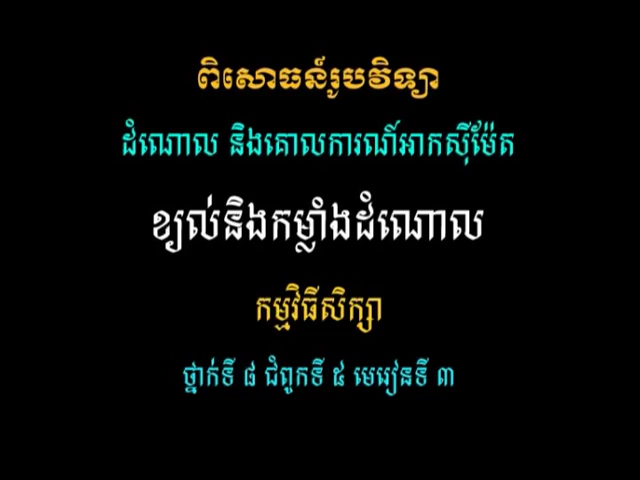 ពិសោធន៍រូបវិទ្យា
ដំណោល និងគោលការណ៍អាកស៊ីម៉ែត
ខ្យល់និងកម្លាំងដំណោល
កម្មវិធីសិក្សា
ថ្នាក់ទី ៨ ជំពូកទី ៥ មេរៀនទី ៣